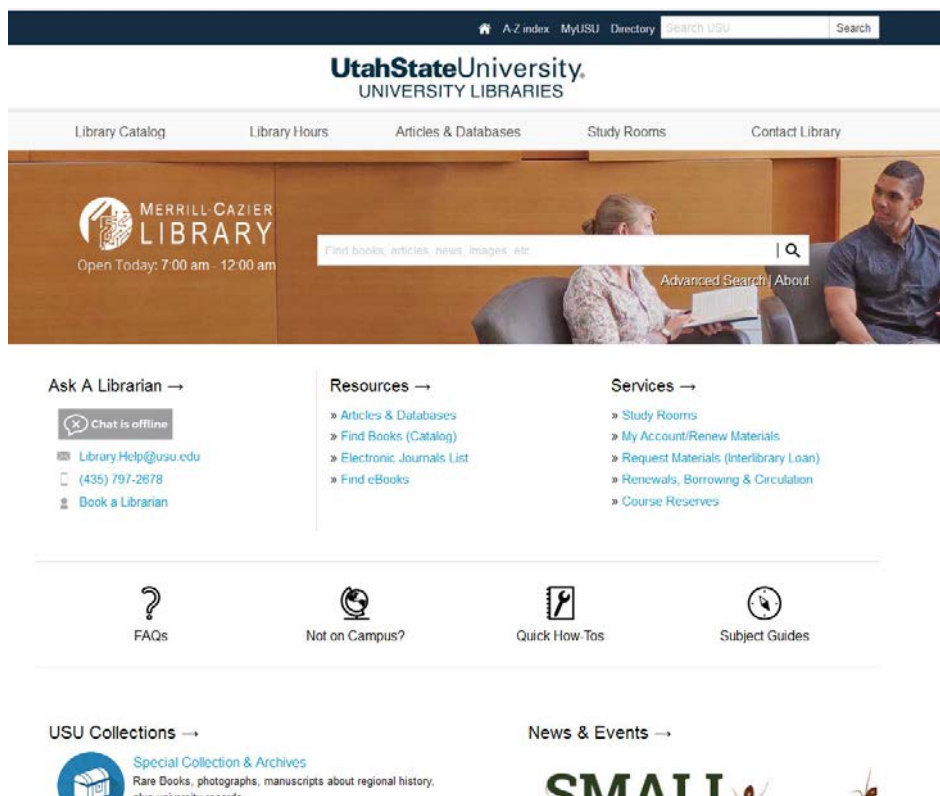 A-Z index MyUSU Directory Search USU Search
UtahStateUniversity.
UNIVERSITY LIBRARIES
Library Catalog Library Hours Articles & Databases Study Rooms Contact Library
MERRILL-CAZIER
LIBRARY
Open Today: 7:00 am - 12:00 am
Find books, articles, news, images, etc.
Advanced Search | About
Ask A Librarian →
Chat is offline
Library.Help@usu.edu
(435) 797-2678
Book a Librarian
Resources →
» Articles & Databases
» Find Books (Catalog)
» Electronic Journals List
» Find eBooks
Services →
» Study Rooms
» My Account/Renew Materials
» Request Materials (Interlibrary Loan)
» Renewals, Borrowing & Circulation
» Course Reserves
FAQs Not on Campus? Quick How-Tos Subject Guides
USU Collections →
Special Collection & Archives
Rare Books, photographs, manuscripts about regional history,
plus university records
News & Events →
SMALL